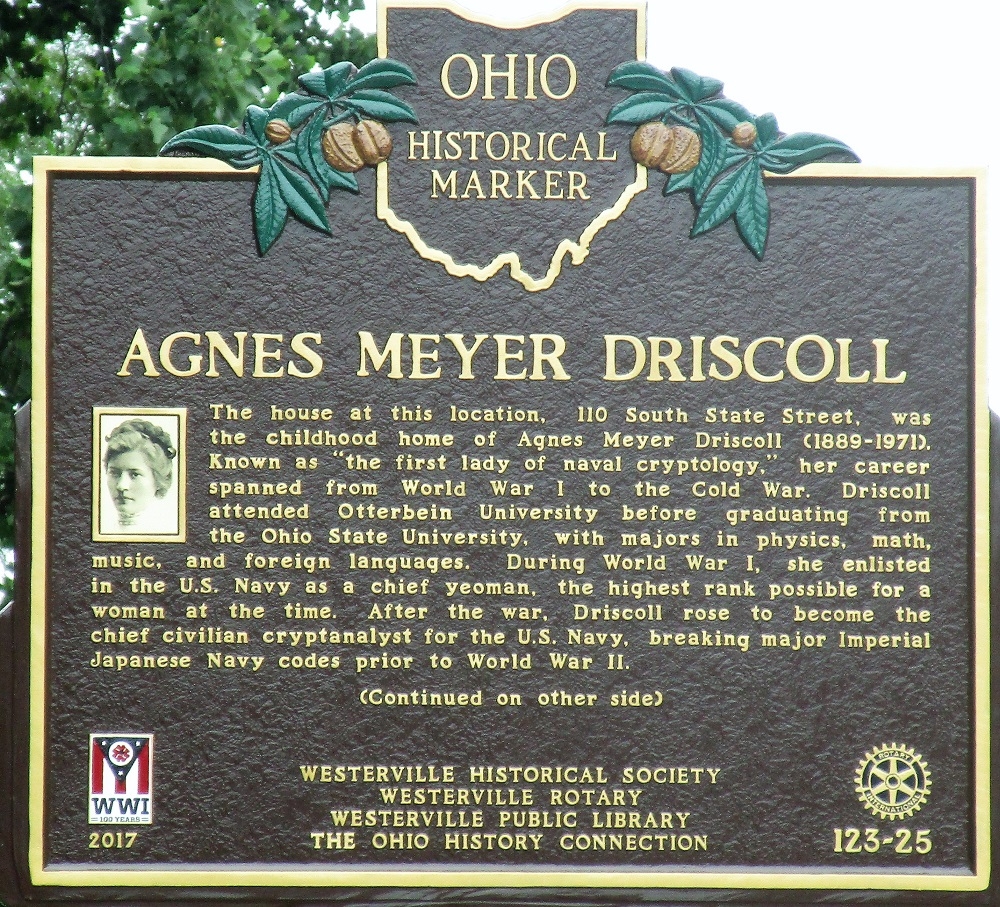 OHIO
HISTORICAL
MARKER
AGNES MEYER DRISCOLL
The house at this location, 110 South State Street, was
the childhood home of Agnes Meyer Driscoll (1889-1971).
Known as "the first lady of naval cryptology," her career
spanned from World War I to the Cold War. Driscoll
attended Otterbein University before graduating from
the Ohio State University, with majors in physics, math,
music, and foreign languages. During World War I, she enlisted
in the U.S. Navy as a chief yeoman, the highest rank possible for a
woman at the time. After the war, Driscoll rose to become the
chief civilian cryptanalyst for the U.S. Navy, breaking major Imperial
Japanese Navy codes prior to World War II.
(Continued on other side)
WWI
100 YEARS
2017
WESTERVILLE HISTORICAL SOCIETY
WESTERVILLE ROTARY
WESTERVILLE PUBLIC LIBRARY
THE OHIO HISTORY CONNECTION
ROTARY
INTERNATIONAL
123-25